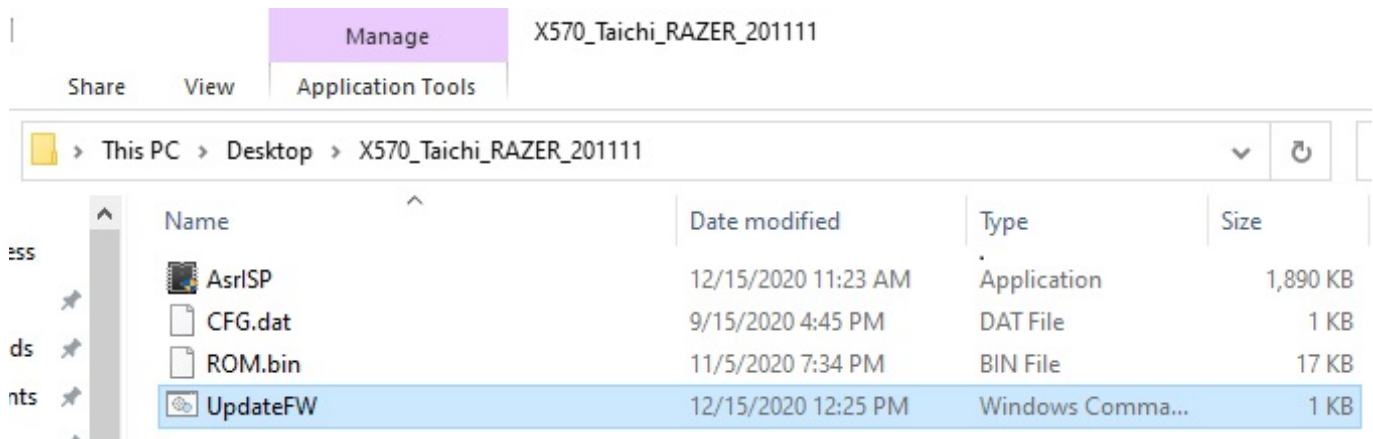 Manage
X570_Taichi_RAZER_201111
Share View Application Tools
This PC > Desktop > X570_Taichi_RAZER_201111
Name Date modified Type Size
ess
AsrISP 12/15/2020 11:23 AM Application 1,890 KB
CFG.dat 9/15/2020 4:45 PM DAT File 1 KB
ds
ROM.bin 11/5/2020 7:34 PM BIN File 17 KB
nts
UpdateFW 12/15/2020 12:25 PM Windows Comma... 1 KB